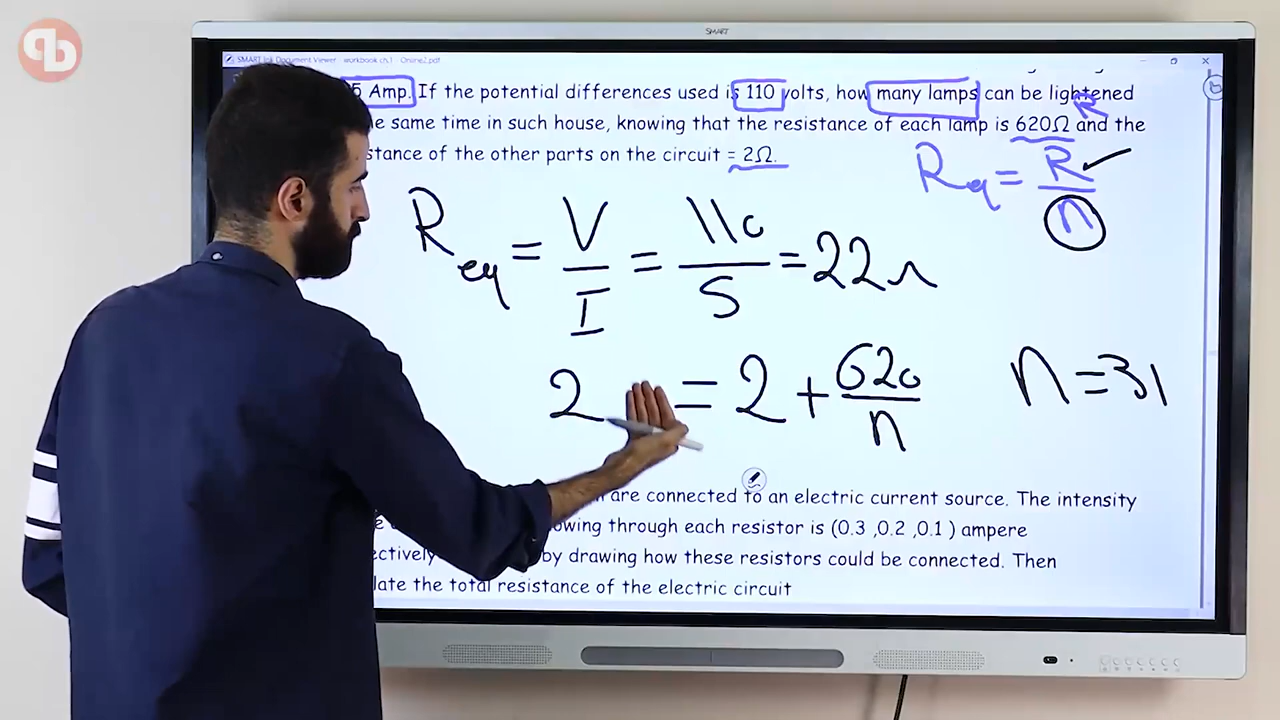 SMART
SMART Ink Document Viewer workbook ch.1 Online2.pdf
5 Amp. If the potential differences used is 110 volts, how many lamps can be lightened
e same time in such house, knowing that the resistance of each lamp is 620Ω and the
stance of the other parts on the circuit = 2Ω.
R eq = R / n
R eq = V / I = 110 / 5 = 22Ω
2 = 2 + 620 / n
n = 31
are connected to an electric current source. The intensity
owing through each resistor is (0.3 ,0.2 ,0.1 ) ampere
ectively by drawing how these resistors could be connected. Then
late the total resistance of the electric circuit